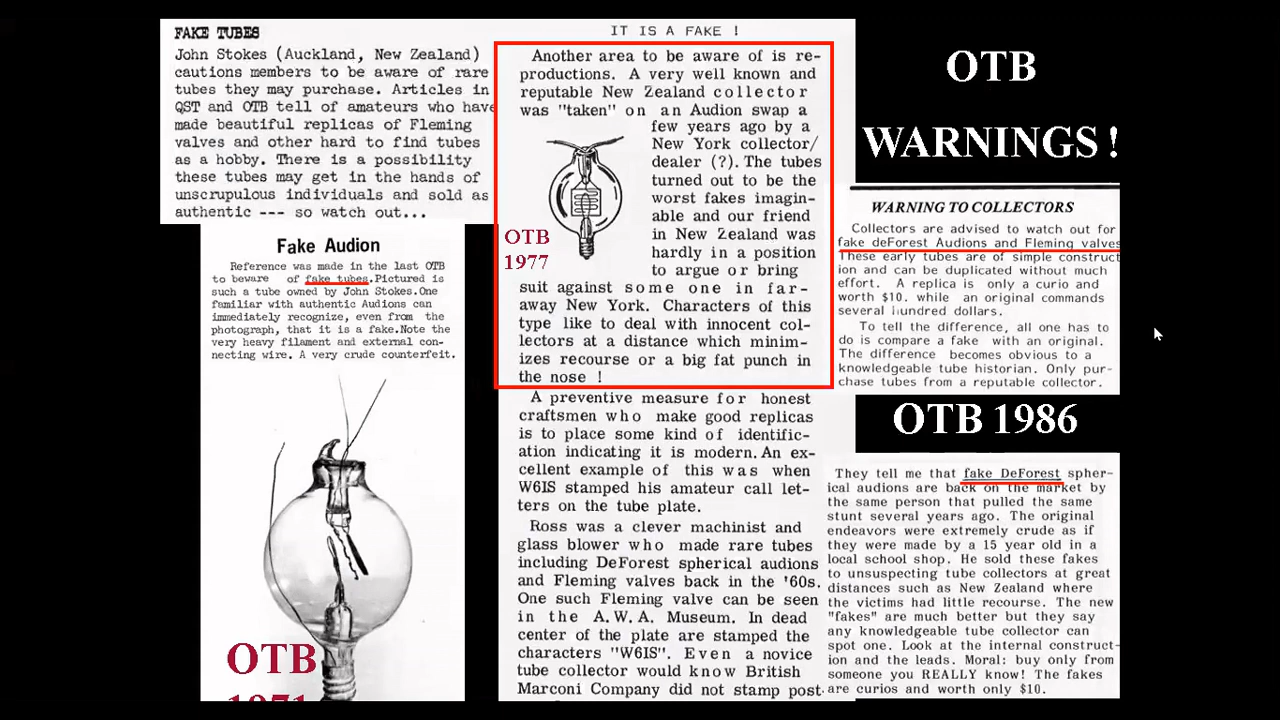 FAKE TUBES
John Stokes (Auckland, New Zealand)
cautions members to be aware of rare
tubes they may purchase. Articles in
QST and OTB tell of amateurs who have
made beautiful replicas of Fleming
valves and other hard to find tubes
as a hobby. There is a possibility
these tubes may get in the hands of
unscrupulous individuals and sold as
authentic --- so watch out...
Fake Audion
Reference was made in the last OTB
to beware of fake tubes.Pictured is
such a tube owned by John Stokes.One
familiar with authentic Audions can
immediately recognize, even from the
photograph, that it is a fake.Note the
very heavy filament and external con-
necting wire. A very crude counterfeit.
OTB
1971
IT IS A FAKE !
Another area to be aware of is re-
productions. A very well known and
reputable New Zealand collector
was "taken" on an Audion swap a
few years ago by a
New York collector/
dealer (?). The tubes
turned out to be the
worst fakes imagin-
able and our friend
in New Zealand was
hardly in a position
to argue or bring
OTB
1977
suit against some one in far-
away New York. Characters of this
type like to deal with innocent col-
lectors at a distance which minim-
izes recourse or a big fat punch in
the nose !
A preventive measure for honest
craftsmen who make good replicas
is to place some kind of identific-
ation indicating it is modern. An ex-
cellent example of this was when
W6IS stamped his amateur call let-
ters on the tube plate.
Ross was a clever machinist and
glass blower who made rare tubes
including DeForest spherical audions
and Fleming valves back in the '60s.
One such Fleming valve can be seen
in the A.W.A. Museum. In dead
center of the plate are stamped the
characters "W6IS". Even a novice
tube collector would know British
Marconi Company did not stamp post-
OTB
WARNINGS !
WARNING TO COLLECTORS
Collectors are advised to watch out for
fake deForest Audions and Fleming valves
These early tubes are of simple construct
ion and can be duplicated without much
effort. A replica is only a curio and
worth $10. while an original commands
several hundred dollars.
To tell the difference, all one has to
do is compare a fake with an original.
The difference becomes obvious to a
knowledgeable tube historian. Only pur-
chase tubes from a reputable collector.
OTB 1986
They tell me that fake DeForest spher-
ical audions are back on the market by
the same person that pulled the same
stunt several years ago. The original
endeavors were extremely crude as if
they were made by a 15 year old in a
local school shop. He sold these fakes
to unsuspecting tube collectors at great
distances such as New Zealand where
the victims had little recourse. The new
"fakes" are much better but they say
any knowledgeable tube collector can
spot one. Look at the internal construct-
ion and the leads. Moral: buy only from
someone you REALLY know! The fakes
are curios and worth only $10.